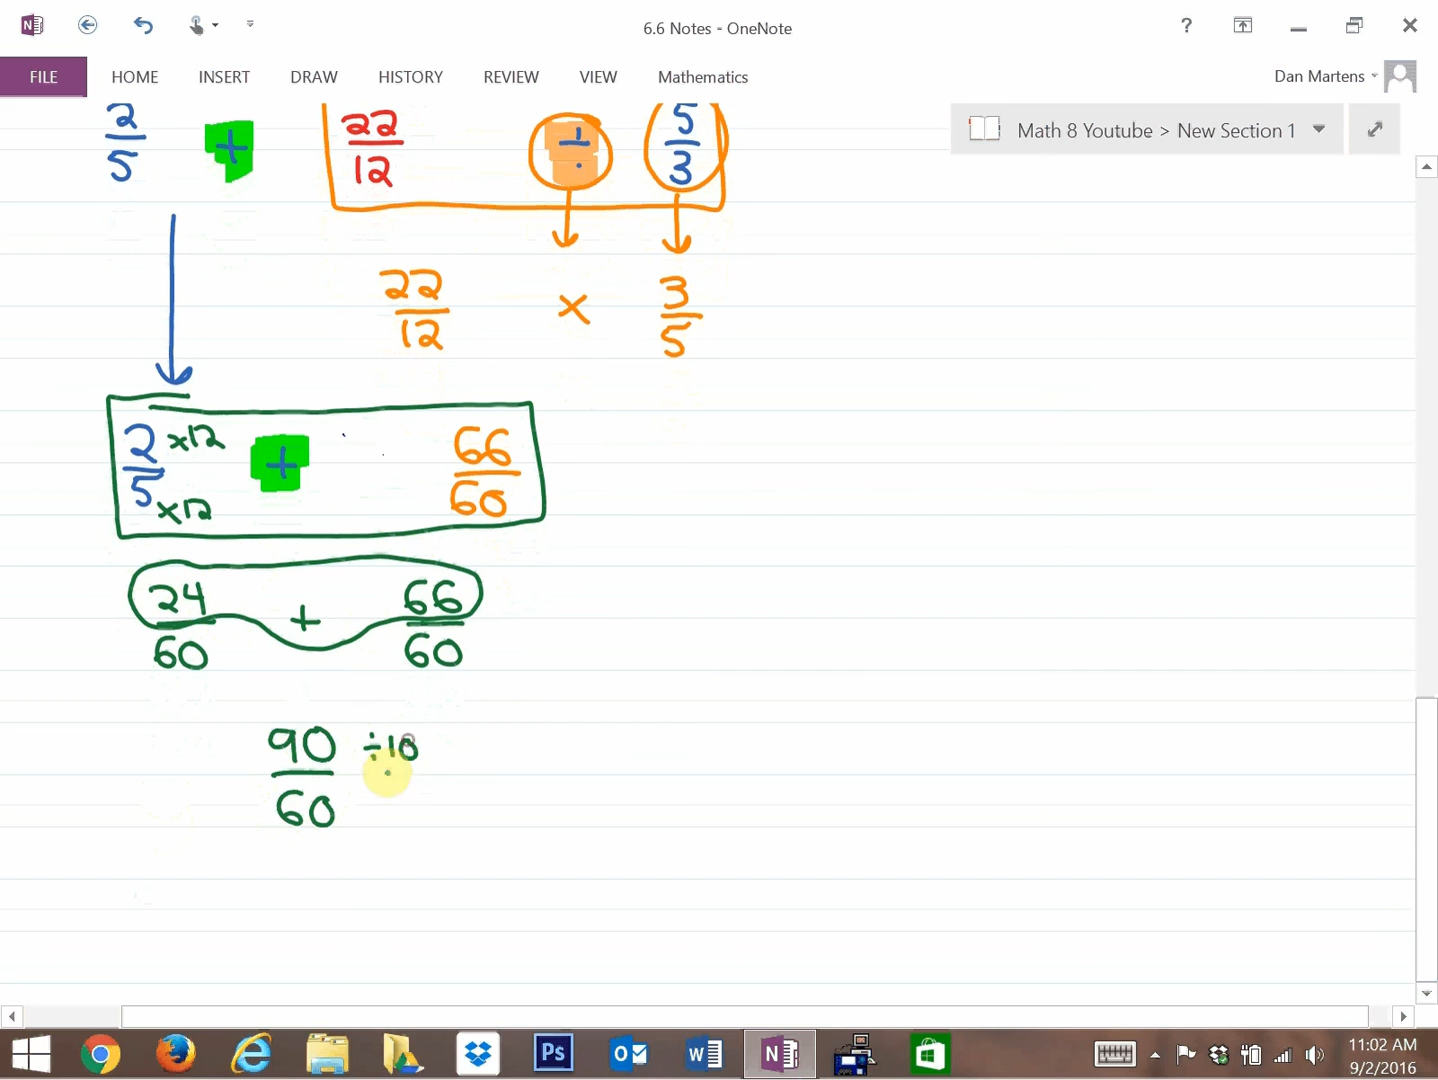 6.6 Notes - OneNote
?
FILE HOME INSERT DRAW HISTORY REVIEW VIEW Mathematics
Dan Martens
Math 8 Youtube > New Section 1
2/5 + 22/12 ÷ 5/3
22/12 × 3/5
2/5 ×12/×12 + 66/60
24/60 + 66/60
90/60 ÷10
Ps
O
W
N
11:02 AM
9/2/2016